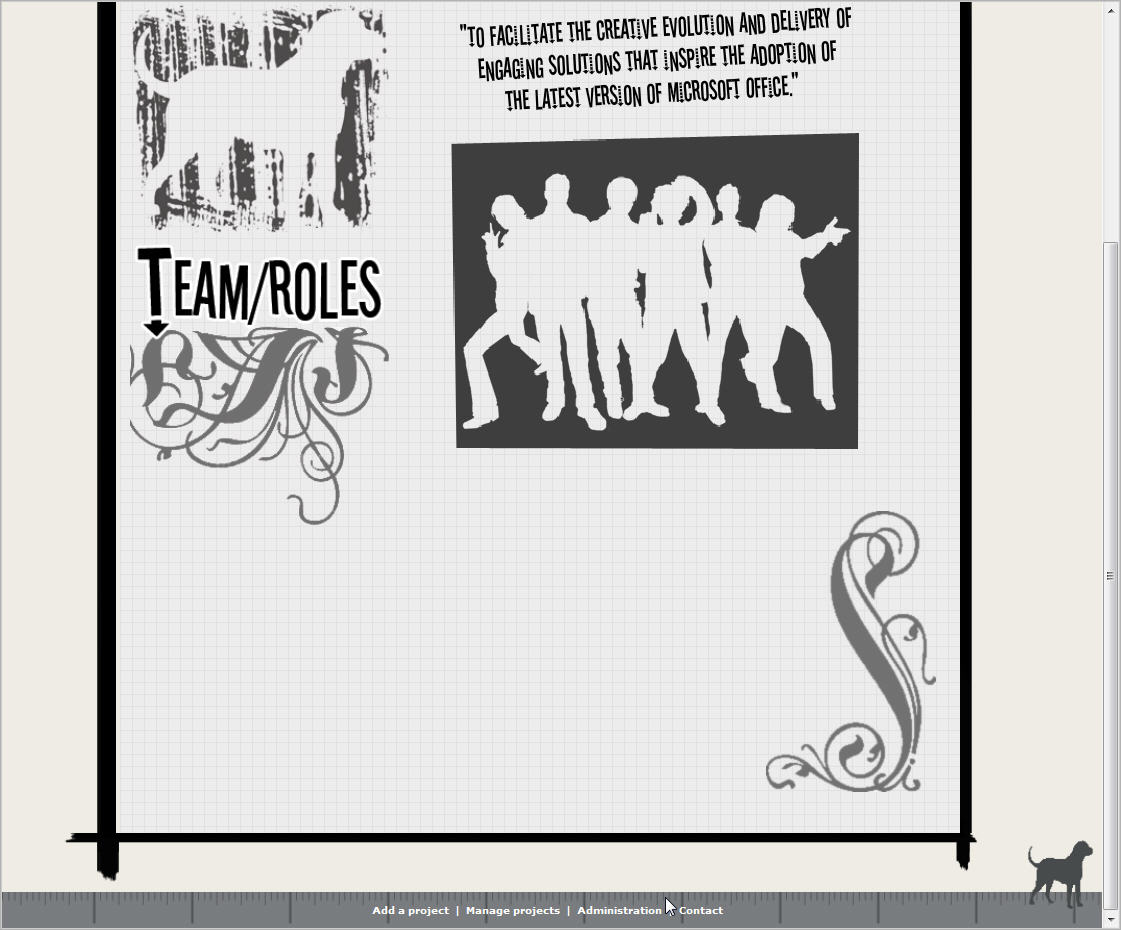 "To facilitate the creative evolution and delivery of
engaging solutions that inspire the adoption of
the latest version of Microsoft Office."
Team/Roles
Add a project | Manage projects | Administration | Contact